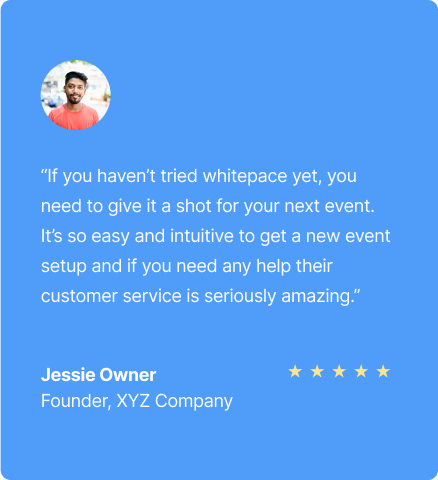 “If you haven’t tried whitepace yet, you
need to give it a shot for your next event.
It’s so easy and intuitive to get a new event
setup and if you need any help their
customer service is seriously amazing.”
Jessie Owner
Founder, XYZ Company